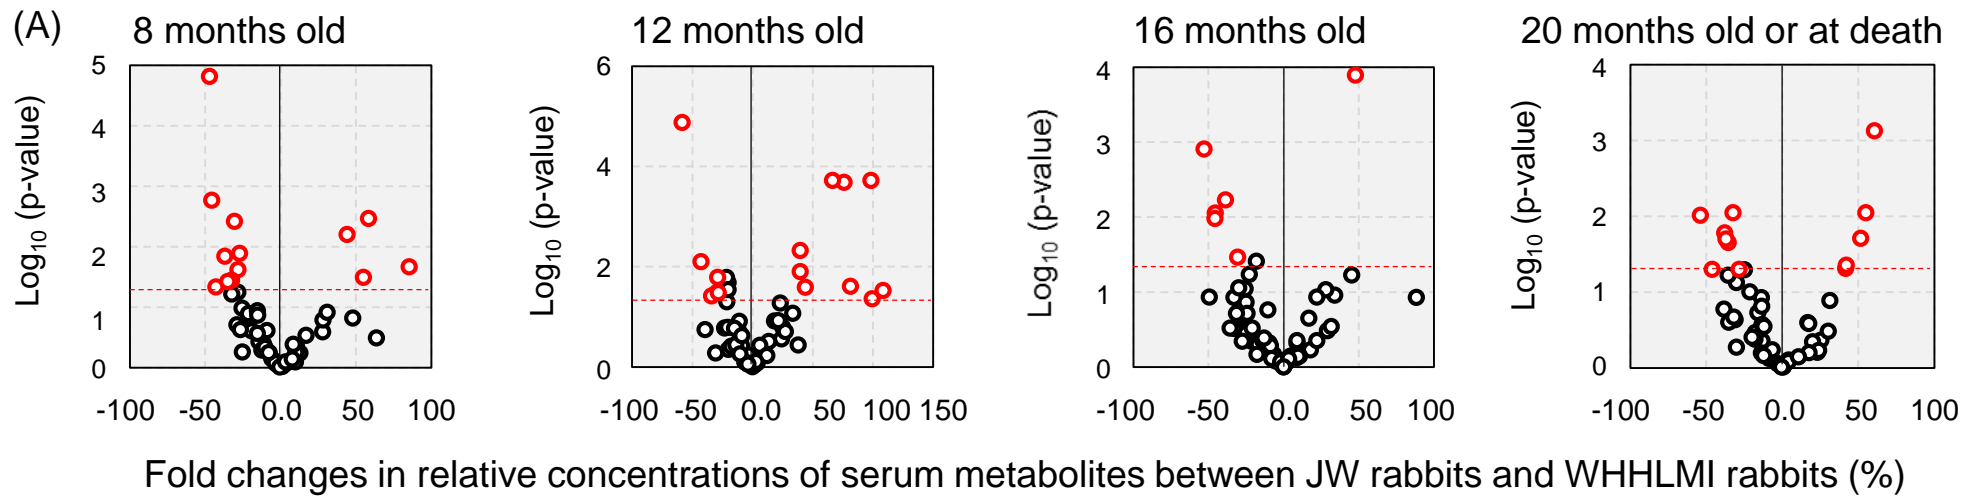 (A)
8 months old
12 months old
16 months old
20 months old or at death
Log10 (p-value)
5
4
3
2
1
0
-100 -50 0.0 50 100
Log10 (p-value)
6
4
2
0
-100 -50 0.0 50 100 150
Log10 (p-value)
4
3
2
1
0
-100 -50 0.0 50 100
Log10 (p-value)
4
3
2
1
0
-100 -50 0.0 50 100
Fold changes in relative concentrations of serum metabolites between JW rabbits and WHHLMI rabbits (%)